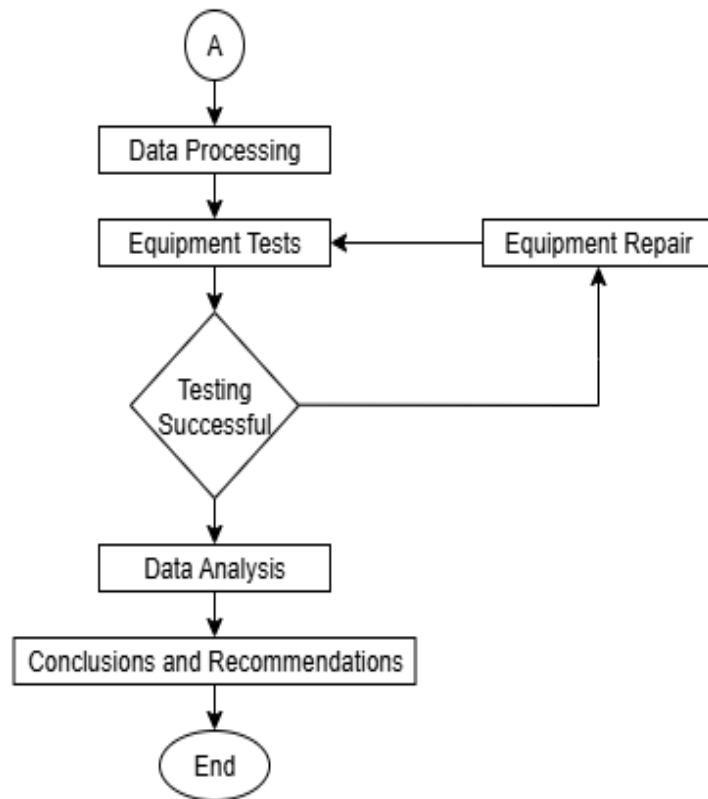 A
Data Processing
Equipment Tests
Equipment Repair
Testing
Successful
Data Analysis
Conclusions and Recommendations
End